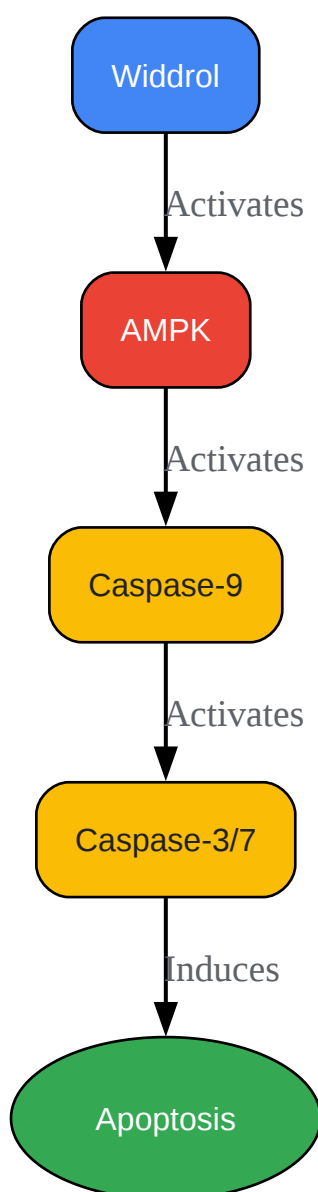 Widdrol
Activates
AMPK
Activates
Caspase-9
Activates
Caspase-3/7
Induces
Apoptosis